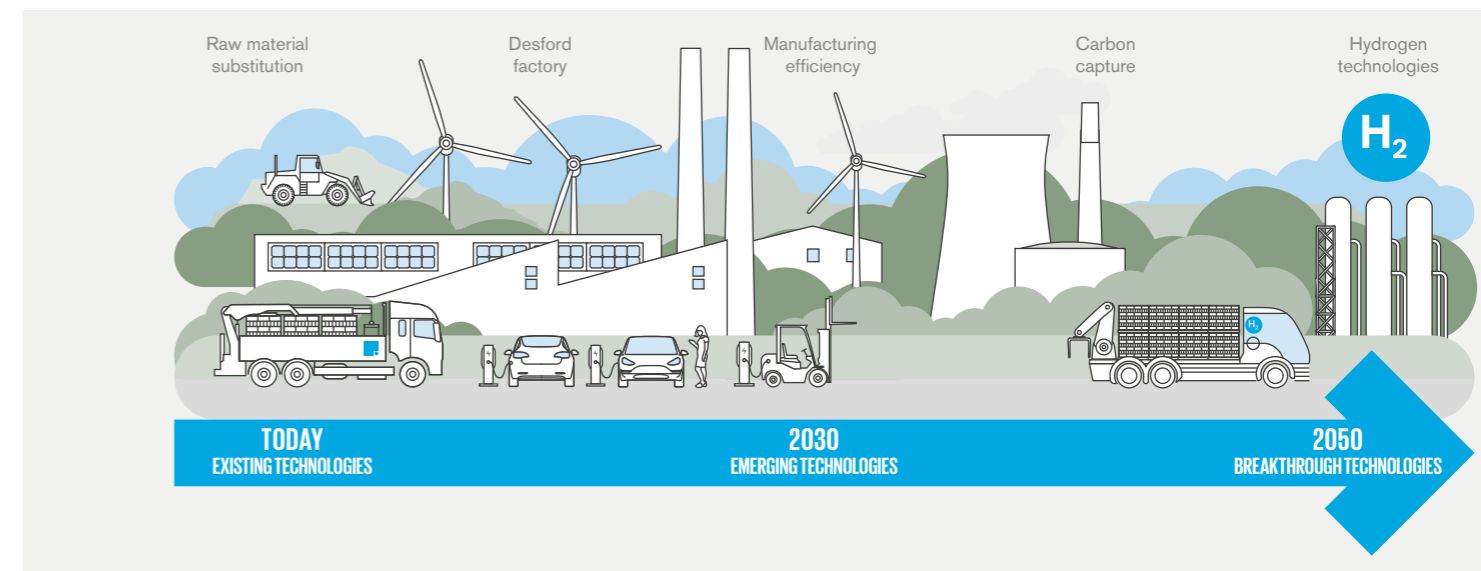 Raw material
substitution
Desford
factory
Manufacturing
efficiency
Carbon
capture
Hydrogen
technologies
H₂
H₂
TODAY
EXISTING TECHNOLOGIES
2030
EMERGING TECHNOLOGIES
2050
BREAKTHROUGH TECHNOLOGIES